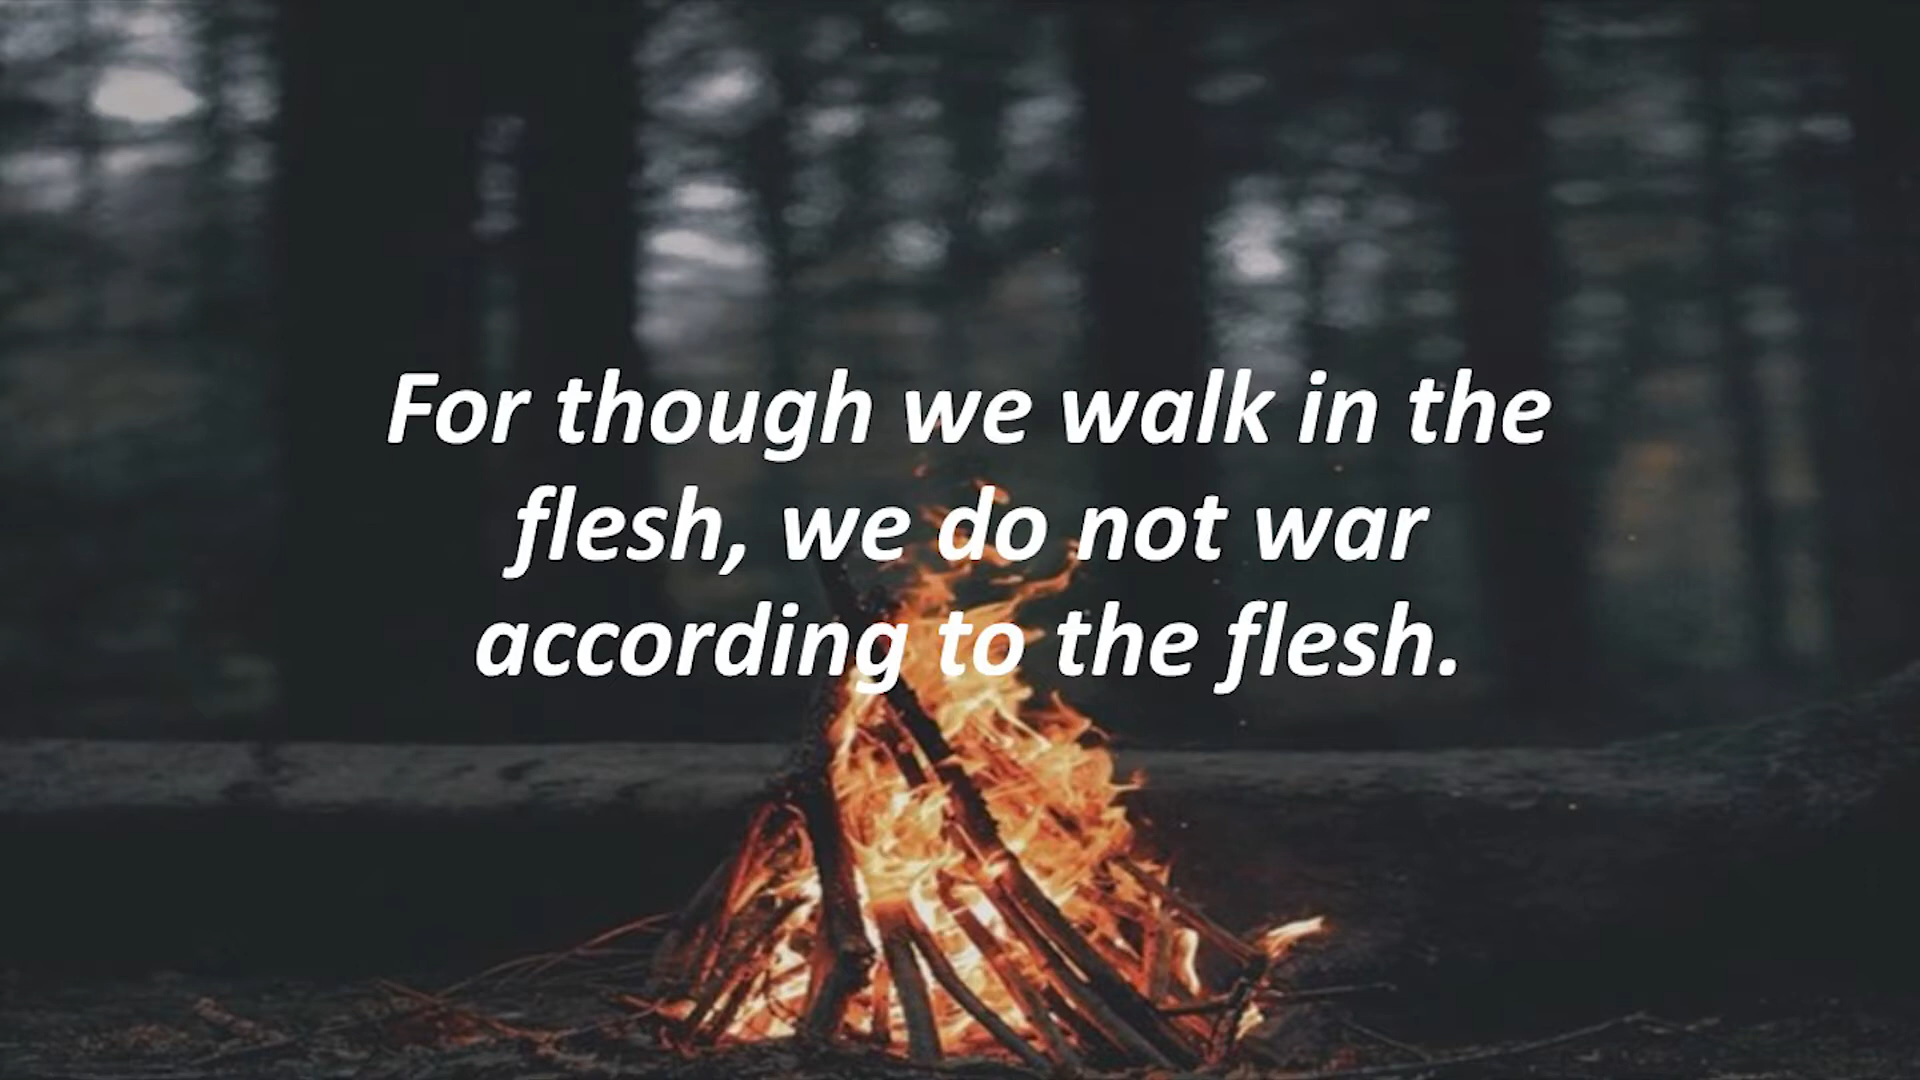 For though we walk in the
flesh, we do not war
according to the flesh.